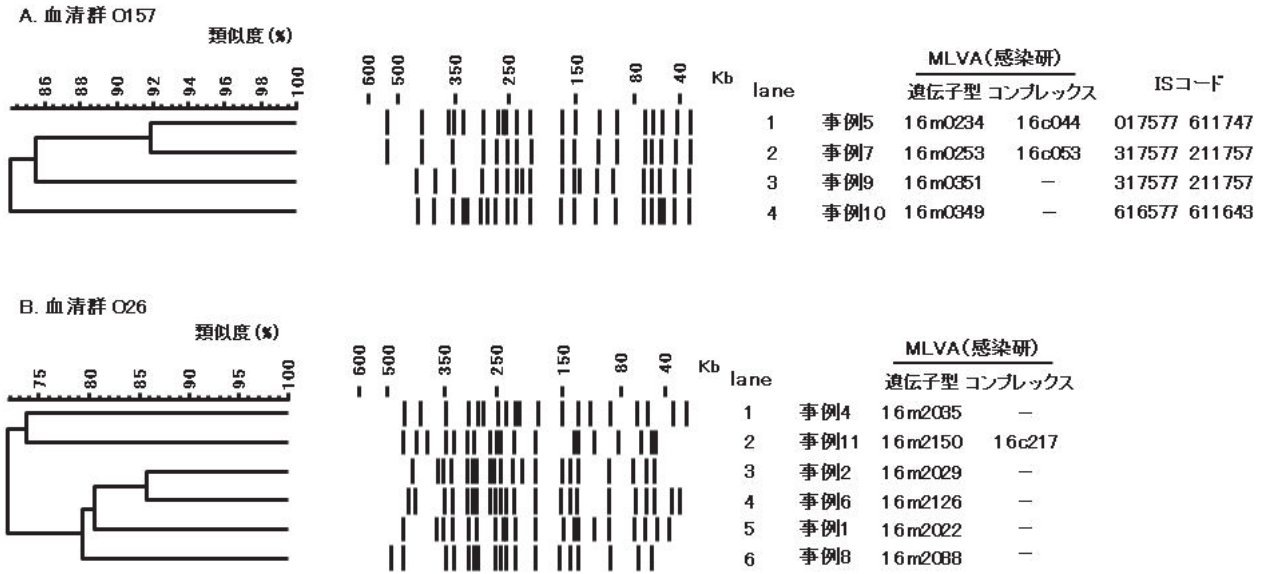 A. 血清群 O157
類似度(%)
86 88 90 92 94 96 98 100
600 500 350 250 150 80 40 Kb
lane
MLVA(感染研)
遺伝子型 コンプレックス ISコード
1 事例5 16m0234 16c044 017577 611747
2 事例7 16m0253 16c053 317577 211757
3 事例9 16m0351 − 317577 211757
4 事例10 16m0349 − 616577 611643
B. 血清群 O26
類似度(%)
75 80 85 90 95 100
600 500 350 250 150 80 40 Kb
lane
MLVA(感染研)
遺伝子型 コンプレックス
1 事例4 16m2035 −
2 事例11 16m2150 16c217
3 事例2 16m2029 −
4 事例6 16m2126 −
5 事例1 16m2022 −
6 事例8 16m2088 −